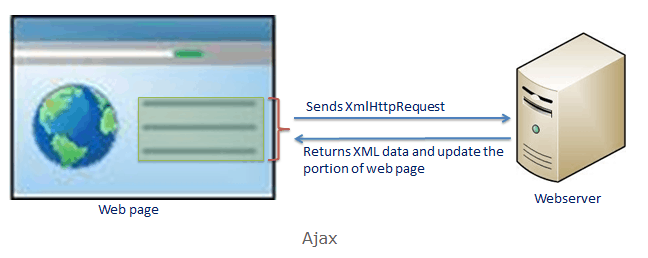 Sends XmlHttpRequest
Returns XML data and update the
portion of web page
Web page
Webserver
Ajax